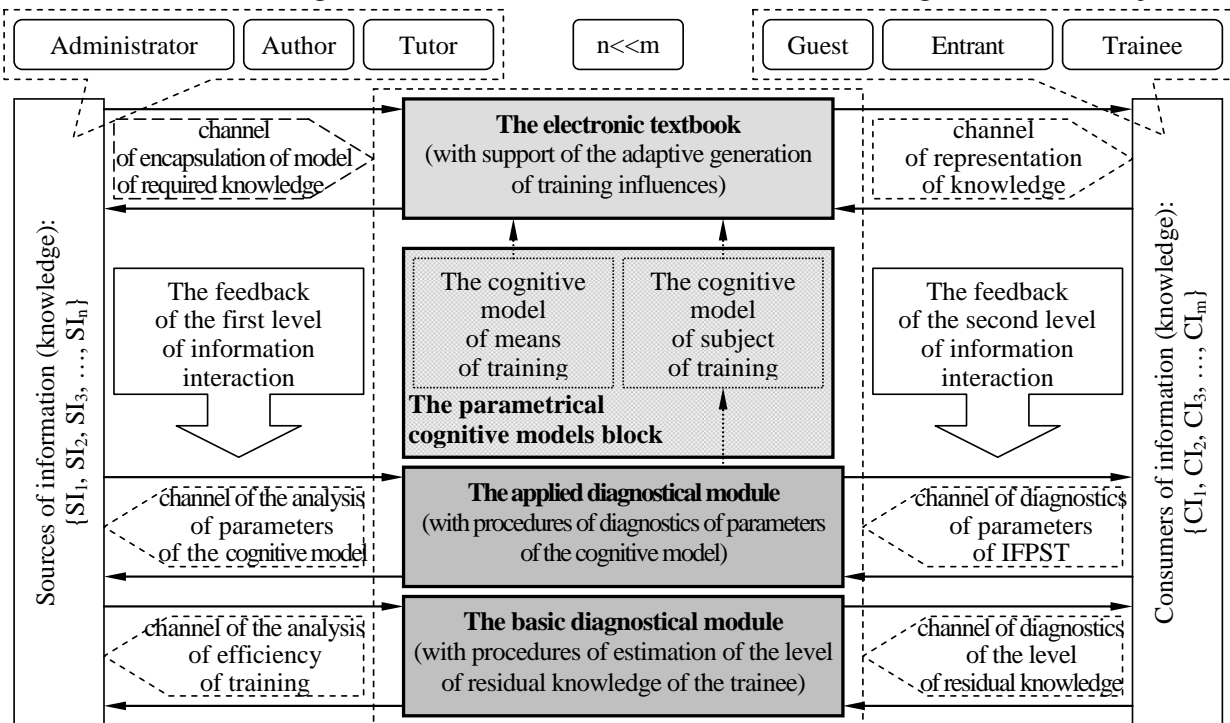 Administrator
Author
Tutor
n<<m
Guest
Entrant
Trainee
Sources of information (knowledge):
{SI1, SI2, SI3, …, SIn}
channel
of encapsulation of model
of required knowledge
The electronic textbook
(with support of the adaptive generation
of training influences)
channel
of representation
of knowledge
Consumers of information (knowledge):
{CI1, CI2, CI3, …, CIm}
The feedback
of the first level
of information
interaction
The cognitive
model
of means
of training
The cognitive
model
of subject
of training
The parametrical
cognitive models block
The feedback
of the second level
of information
interaction
channel of the analysis
of parameters
of the cognitive model
The applied diagnostical module
(with procedures of diagnostics of parameters
of the cognitive model)
channel of diagnostics
of parameters
of IFPST
channel of the analysis
of efficiency
of training
The basic diagnostical module
(with procedures of estimation of the level
of residual knowledge of the trainee)
channel of diagnostics
of the level
of residual knowledge